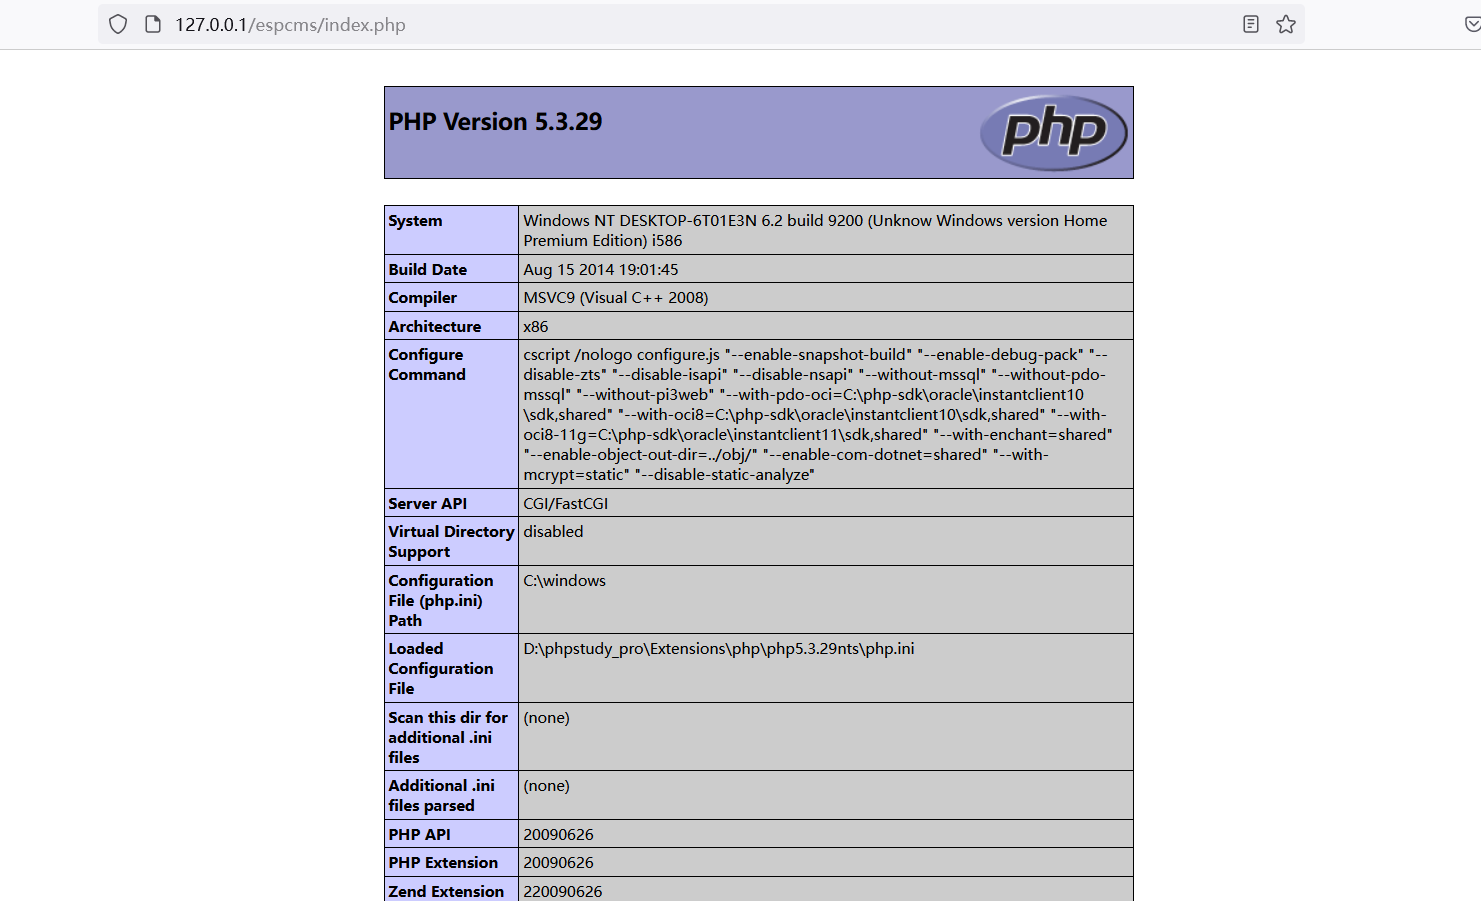 127.0.0.1/espcms/index.php
PHP Version 5.3.29
php
System
Windows NT DESKTOP-6T01E3N 6.2 build 9200 (Unknow Windows version Home
Premium Edition) i586
Build Date
Aug 15 2014 19:01:45
Compiler
MSVC9 (Visual C++ 2008)
Architecture
x86
Configure
Command
cscript /nologo configure.js "--enable-snapshot-build" "--enable-debug-pack" "--
disable-zts" "--disable-isapi" "--disable-nsapi" "--without-mssql" "--without-pdo-
mssql" "--without-pi3web" "--with-pdo-oci=C:\php-sdk\oracle\instantclient10
\sdk,shared" "--with-oci8=C:\php-sdk\oracle\instantclient10\sdk,shared" "--with-
oci8-11g=C:\php-sdk\oracle\instantclient11\sdk,shared" "--with-enchant=shared"
"--enable-object-out-dir=../obj/" "--enable-com-dotnet=shared" "--with-
mcrypt=static" "--disable-static-analyze"
Server API
CGI/FastCGI
Virtual Directory
Support
disabled
Configuration
File (php.ini)
Path
C:\windows
Loaded
Configuration
File
D:\phpstudy_pro\Extensions\php\php5.3.29nts\php.ini
Scan this dir for
additional .ini
files
(none)
Additional .ini
files parsed
(none)
PHP API
20090626
PHP Extension
20090626
Zend Extension
220090626